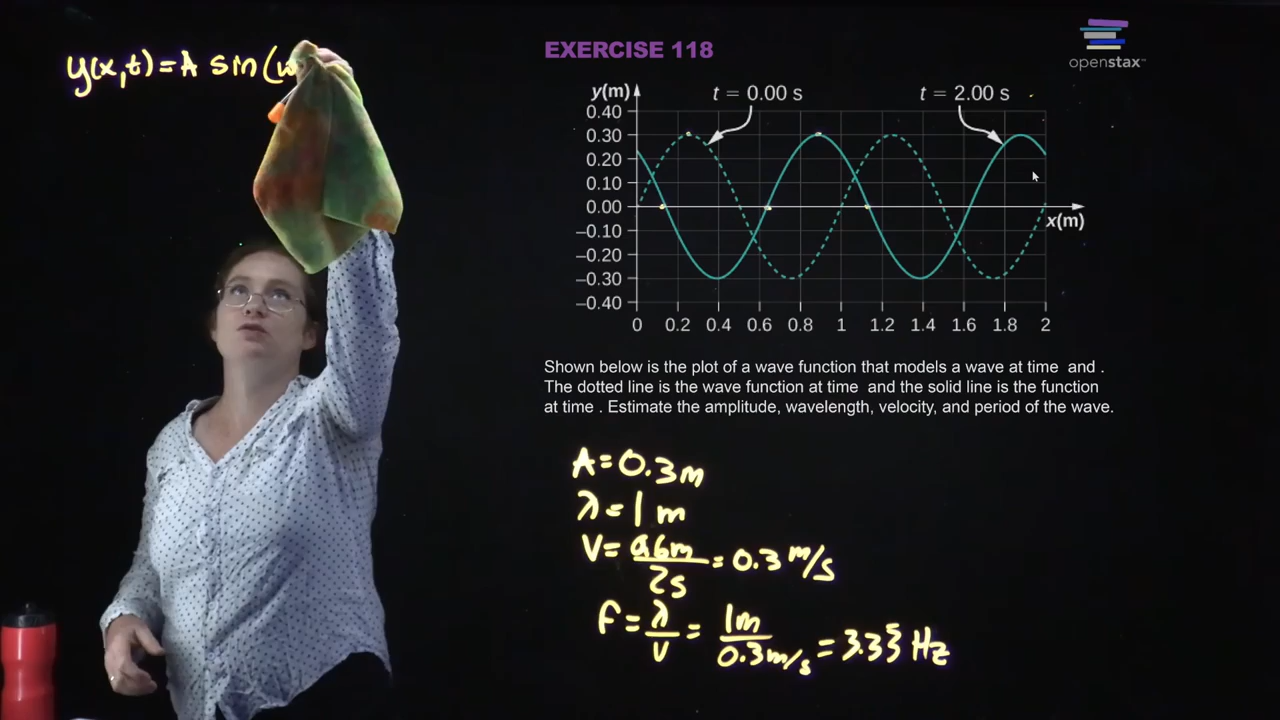 y(x,t)=A sin(w
EXERCISE 118
openstax™
y(m)
t = 0.00 s
t = 2.00 s
0.40
0.30
0.20
0.10
0.00
−0.10
−0.20
−0.30
−0.40
x(m)
0 0.2 0.4 0.6 0.8 1 1.2 1.4 1.6 1.8 2
Shown below is the plot of a wave function that models a wave at time and .
The dotted line is the wave function at time and the solid line is the function
at time . Estimate the amplitude, wavelength, velocity, and period of the wave.
A=0.3m
λ=1m
V=0.6m/2s=0.3 m/s
f=λ/v=1m/0.3m/s=3.33 Hz